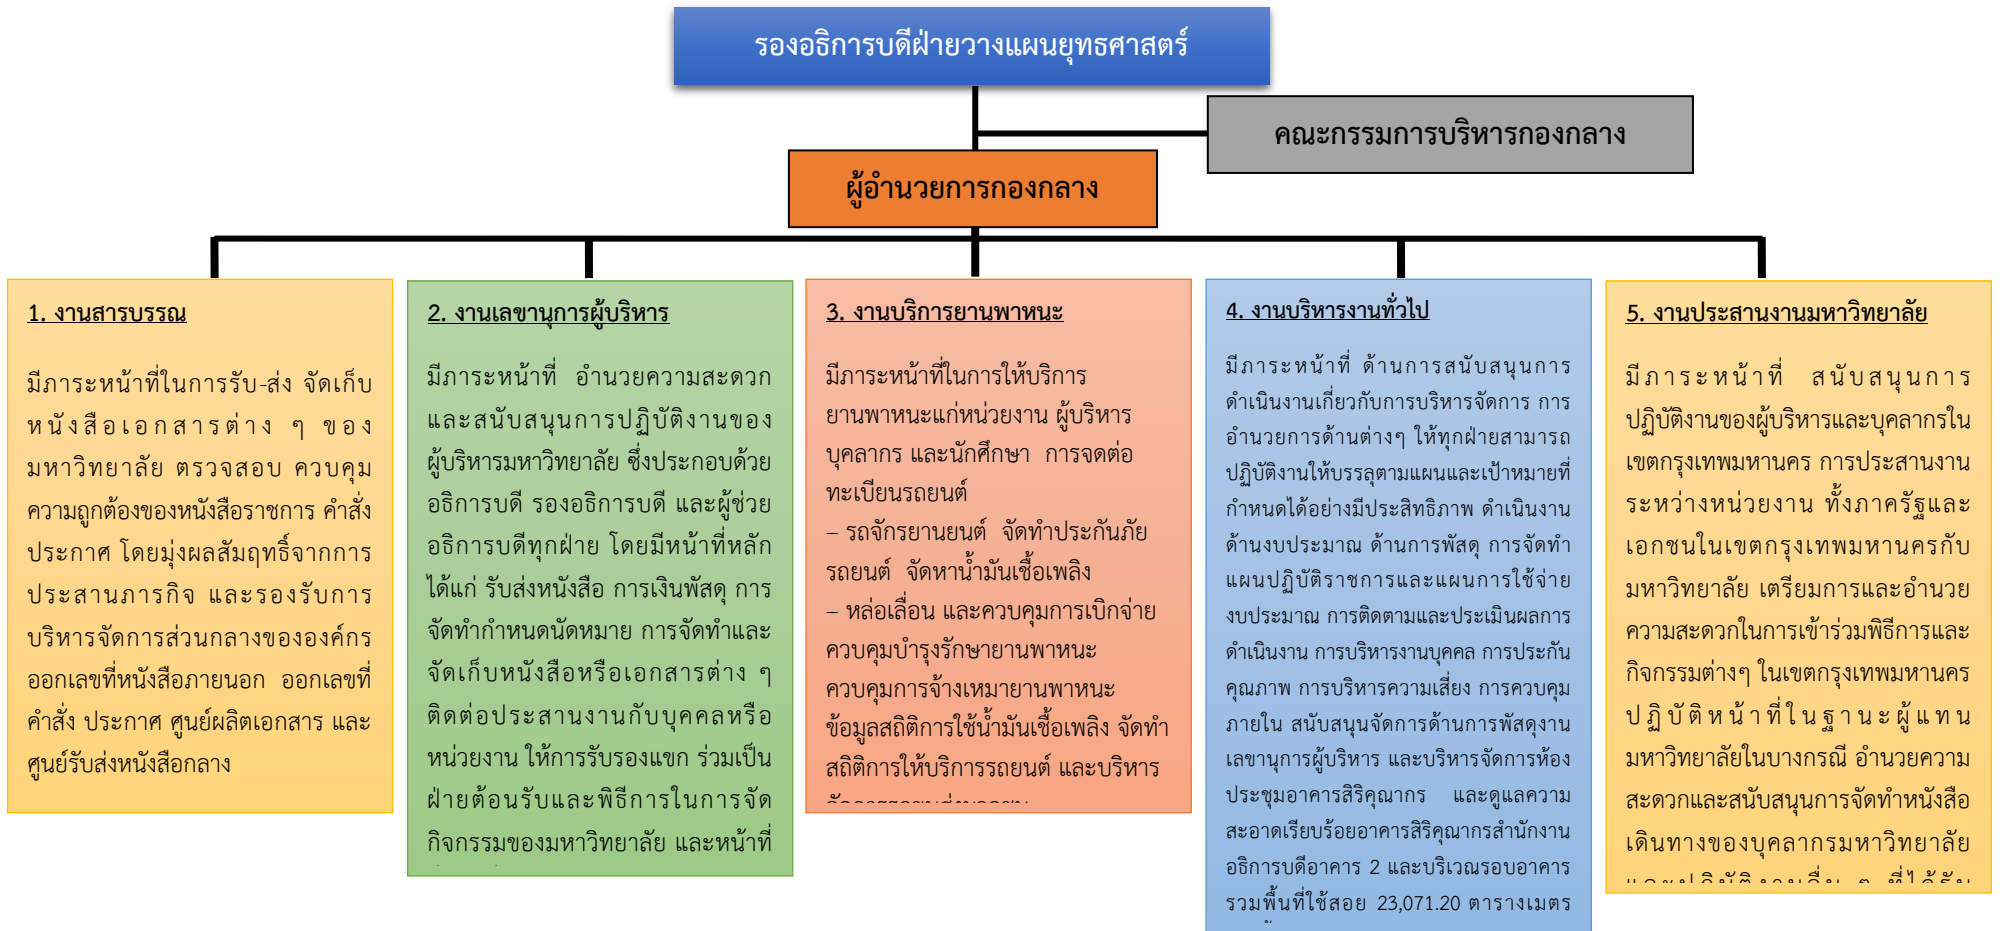 รองอธิการบดีฝ่ายวางแผนยุทธศาสตร์
คณะกรรมการบริหารกองกลาง
ผู้อำนวยการกองกลาง
1. งานสารบรรณ
มีภาระหน้าที่ในการรับ-ส่ง จัดเก็บ
หนังสือเอกสารต่าง ๆ ของ
มหาวิทยาลัย ตรวจสอบ ควบคุม
ความถูกต้องของหนังสือราชการ คำสั่ง
ประกาศ โดยมุ่งผลสัมฤทธิ์จากการ
ประสานภารกิจ และรองรับการ
บริหารจัดการส่วนกลางขององค์กร
ออกเลขที่หนังสือภายนอก ออกเลขที่
คำสั่ง ประกาศ ศูนย์ผลิตเอกสาร และ
ศูนย์รับส่งหนังสือกลาง
2. งานเลขานุการผู้บริหาร
มีภาระหน้าที่ อำนวยความสะดวก
และสนับสนุนการปฏิบัติงานของ
ผู้บริหารมหาวิทยาลัย ซึ่งประกอบด้วย
อธิการบดี รองอธิการบดี และผู้ช่วย
อธิการบดีทุกฝ่าย โดยมีหน้าที่หลัก
ได้แก่ รับส่งหนังสือ การเงินพัสดุ การ
จัดทำกำหนดนัดหมาย การจัดทำและ
จัดเก็บหนังสือหรือเอกสารต่าง ๆ
ติดต่อประสานงานกับบุคคลหรือ
หน่วยงาน ให้การรับรองแขก ร่วมเป็น
ฝ่ายต้อนรับและพิธีการในการจัด
กิจกรรมของมหาวิทยาลัย และหน้าที่
3. งานบริการยานพาหนะ
มีภาระหน้าที่ในการให้บริการ
ยานพาหนะแก่หน่วยงาน ผู้บริหาร
บุคลากร และนักศึกษา การจดต่อ
ทะเบียนรถยนต์
– รถจักรยานยนต์ จัดทำประกันภัย
รถยนต์ จัดหาน้ำมันเชื้อเพลิง
– หล่อเลื่อน และควบคุมการเบิกจ่าย
ควบคุมบำรุงรักษายานพาหนะ
ควบคุมการจ้างเหมายานพาหนะ
ข้อมูลสถิติการใช้น้ำมันเชื้อเพลิง จัดทำ
สถิติการให้บริการรถยนต์ และบริหาร
4. งานบริหารงานทั่วไป
มีภาระหน้าที่ ด้านการสนับสนุนการ
ดำเนินงานเกี่ยวกับการบริหารจัดการ การ
อำนวยการด้านต่างๆ ให้ทุกฝ่ายสามารถ
ปฏิบัติงานให้บรรลุตามแผนและเป้าหมายที่
กำหนดได้อย่างมีประสิทธิภาพ ดำเนินงาน
ด้านงบประมาณ ด้านการพัสดุ การจัดทำ
แผนปฏิบัติราชการและแผนการใช้จ่าย
งบประมาณ การติดตามและประเมินผลการ
ดำเนินงาน การบริหารงานบุคคล การประกัน
คุณภาพ การบริหารความเสี่ยง การควบคุม
ภายใน สนับสนุนจัดการด้านการพัสดุงาน
เลขานุการผู้บริหาร และบริหารจัดการห้อง
ประชุมอาคารสิริคุณากร และดูแลความ
สะอาดเรียบร้อยอาคารสิริคุณากรสำนักงาน
อธิการบดีอาคาร 2 และบริเวณรอบอาคาร
รวมพื้นที่ใช้สอย 23,071.20 ตารางเมตร
5. งานประสานงานมหาวิทยาลัย
มีภาระหน้าที่ สนับสนุนการ
ปฏิบัติงานของผู้บริหารและบุคลากรใน
เขตกรุงเทพมหานคร การประสานงาน
ระหว่างหน่วยงาน ทั้งภาครัฐและ
เอกชนในเขตกรุงเทพมหานครกับ
มหาวิทยาลัย เตรียมการและอำนวย
ความสะดวกในการเข้าร่วมพิธีการและ
กิจกรรมต่างๆ ในเขตกรุงเทพมหานคร
ปฏิบัติหน้าที่ในฐานะผู้แทน
มหาวิทยาลัยในบางกรณี อำนวยความ
สะดวกและสนับสนุนการจัดทำหนังสือ
เดินทางของบุคลากรมหาวิทยาลัย
และปฏิบัติงานอื่น ๆ ที่ได้รับ